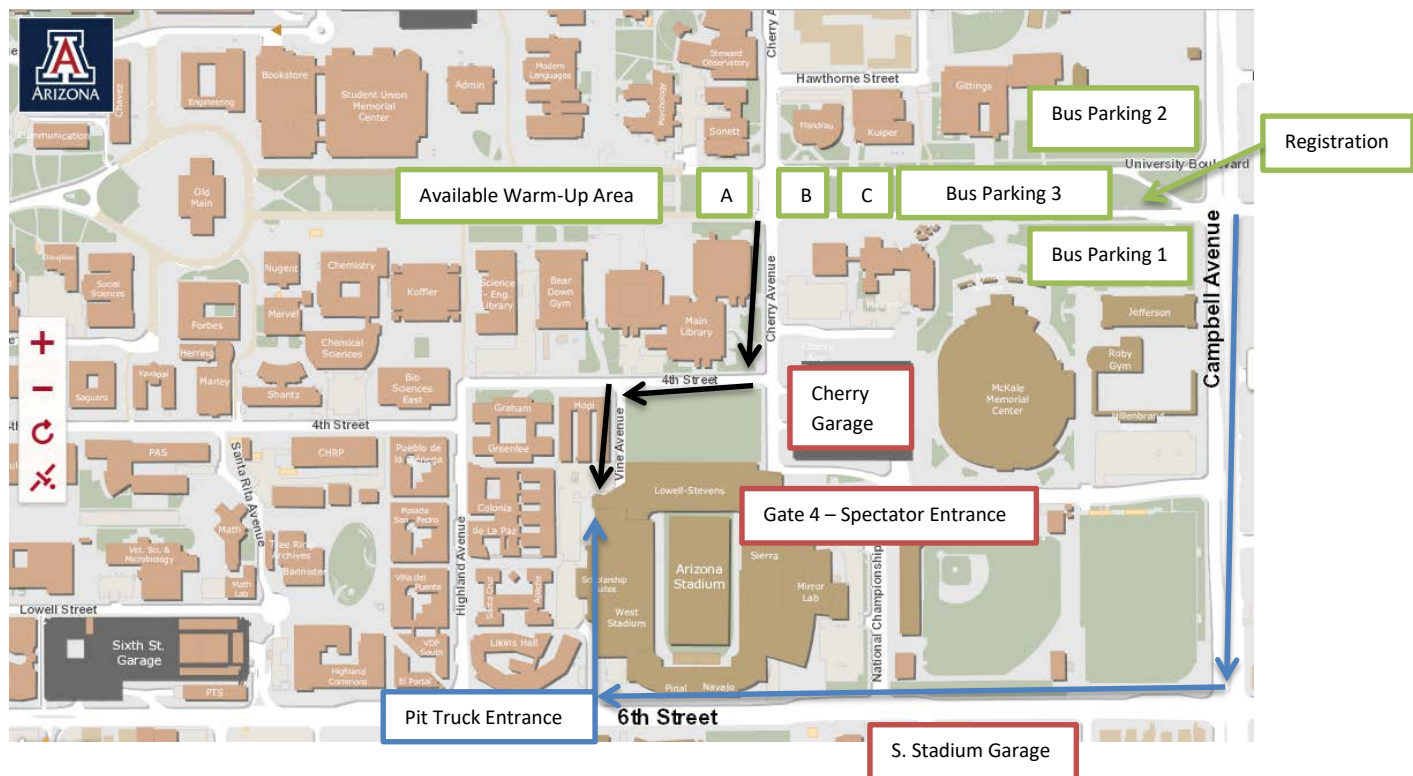 ARIZONA
Chavez
Engineering
Bookstore
Student Union
Memorial
Center
Admin
Modern
Languages
Psychology
Steward
Observatory
Sonett
Cherry A
Hawthorne Street
Gittings
Flandrau
Kuiper
Bus Parking 2
Registration
University Boulevard
Communication
Old
Main
Available Warm-Up Area
A
B
C
Bus Parking 3
Bus Parking 1
Campbell Avenue
Douglass
Social
Sciences
Nugent
Chemistry
Koffler
Marvel
Forbes
Herring
Chemical
Sciences
Science
- Eng.
Library
Bear
Down
Gym
Main
Library
Cherry Avenue
Jefferson
Roby
Gym
Hillenbrand
McKale
Memorial
Center
Saguaro
Yavapai
Marley
Shantz
Bio
Sciences
East
4th Street
4th Street
Cherry
Garage
Graham
Greenlee
Hopi
Vine Avenue
PAS
Santa Rita Avenue
CHRP
Pueblo de
la Cienega
Posada
San Pedro
Colonia
de La Paz
Lowell-Stevens
Gate 4 – Spectator Entrance
Math
Vet. Sci. &
Microbiology
Tree Ring
Archives
Bannister
Math
Lab
Villa del
Puente
Highland Avenue
Santa Cruz
Apache
Scholarship
Suites
West
Stadium
Arizona
Stadium
Sierra
Mirror
Lab
National Championship
Lowell Street
Sixth St.
Garage
PTS
Highland
Commons
VDP
South
El Portal
Likins Hall
Pinal
Navajo
Pit Truck Entrance
6th Street
S. Stadium Garage